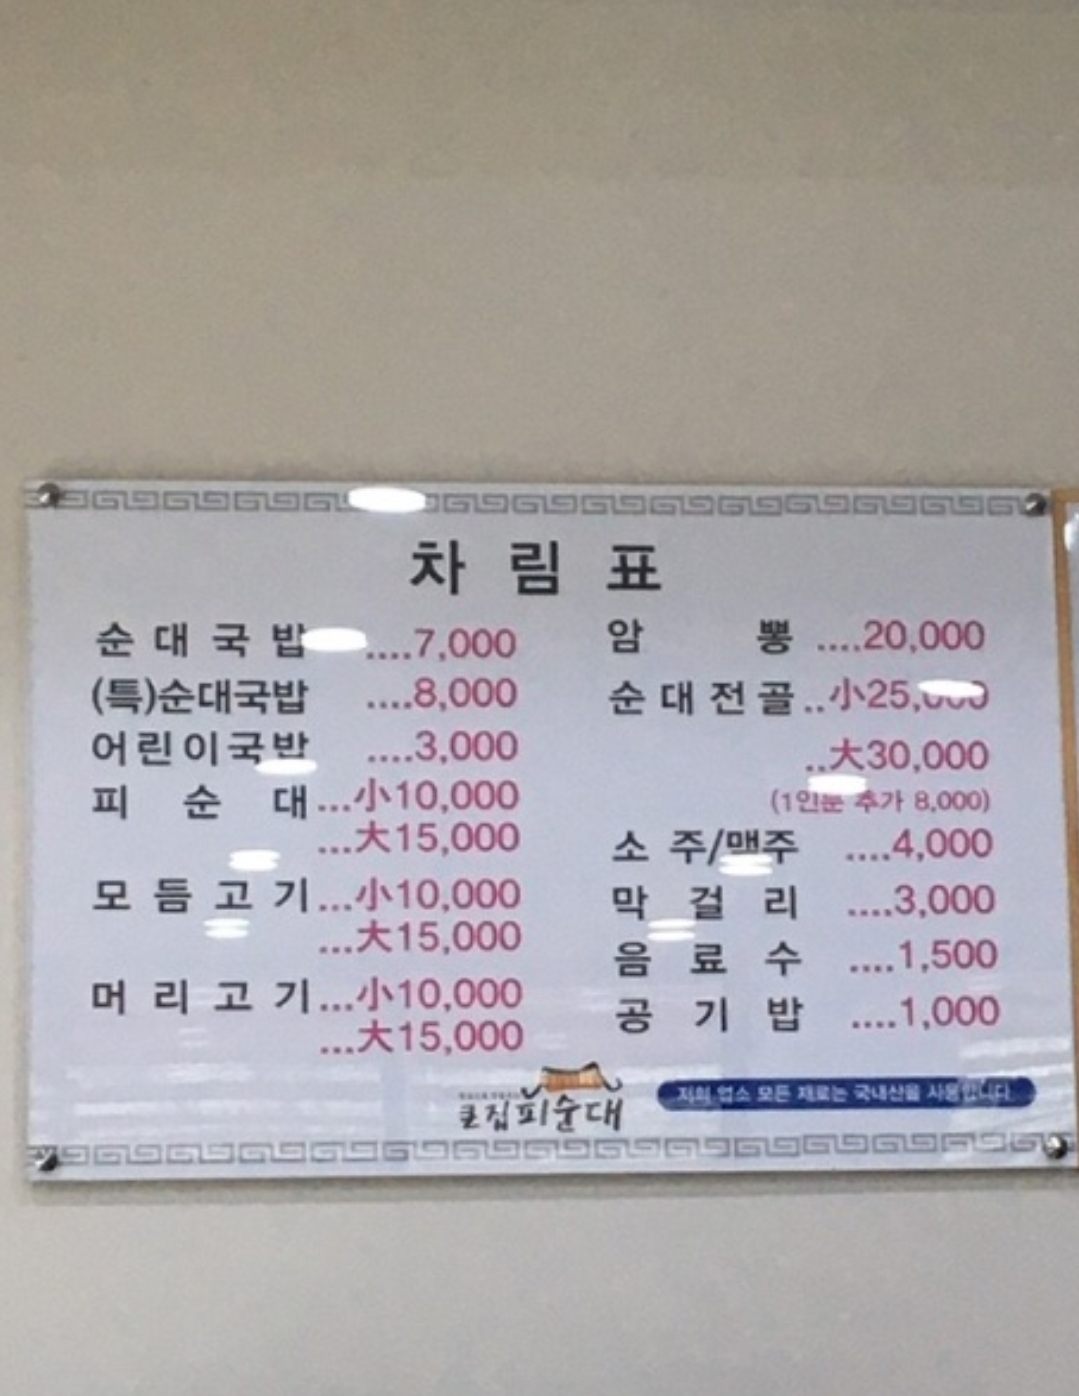 차림표
순대국밥 ....7,000
(특)순대국밥 ....8,000
어린이국밥 ....3,000
피순대 ...小10,000
...大15,000
모듬고기 ...小10,000
...大15,000
머리고기 ...小10,000
...大15,000
암뽕 ....20,000
순대전골 ..小25,000
..大30,000
(1인분 추가 8,000)
소주/맥주 ....4,000
막걸리 ....3,000
음료수 ....1,500
공기밥 ....1,000
큰집피순대
저희 업소 모든 재료는 국내산을 사용합니다